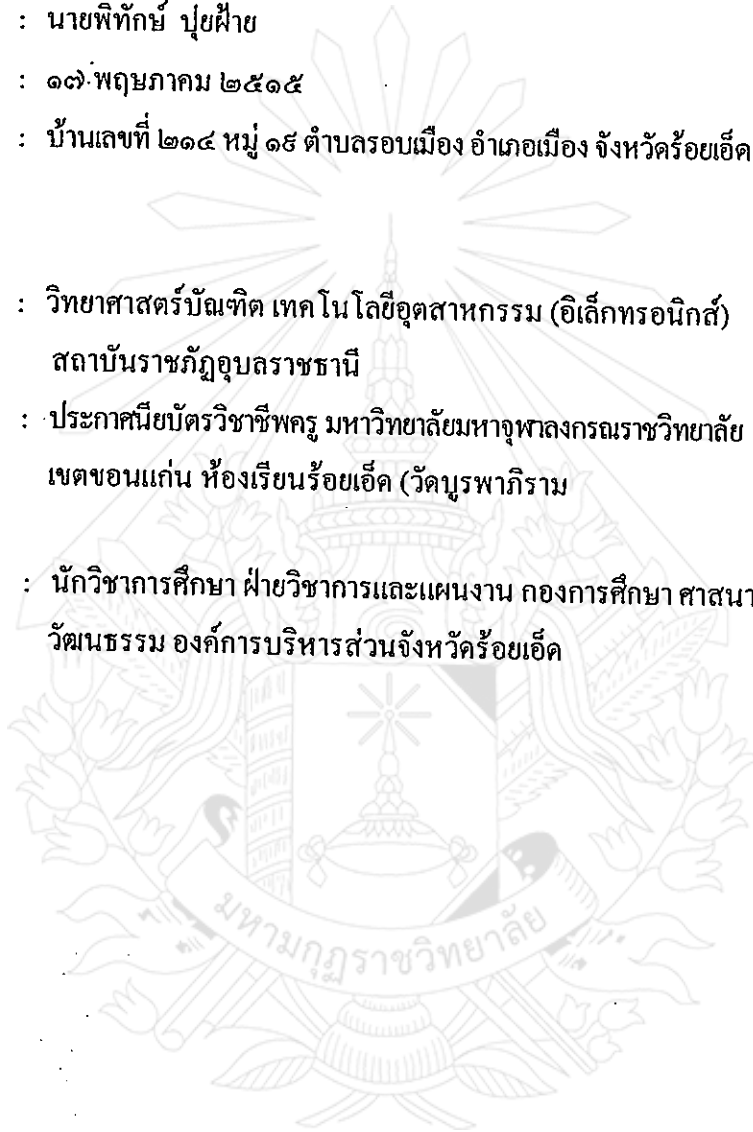 : นายพิทักษ์ ปุยฝ้าย
: ๑๗ พฤษภาคม ๒๕๑๕
: บ้านเลขที่ ๒๑๔ หมู่ ๑๙ ตำบลรอบเมือง อำเภอเมือง จังหวัดร้อยเอ็ด
: วิทยาศาสตร์บัณฑิต เทคโนโลยีอุตสาหกรรม (อิเล็กทรอนิกส์)
สถาบันราชภัฏอุบลราชธานี
: ประกาศนียบัตรวิชาชีพครู มหาวิทยาลัยมหาจุฬาลงกรณราชวิทยาลัย
เขตขอนแก่น ห้องเรียนร้อยเอ็ด (วัดบูรพาภิราม
: นักวิชาการศึกษา ฝ่ายวิชาการและแผนงาน กองการศึกษา ศาสนา
วัฒนธรรม องค์การบริหารส่วนจังหวัดร้อยเอ็ด
มหามกุฏราชวิทยาลัย